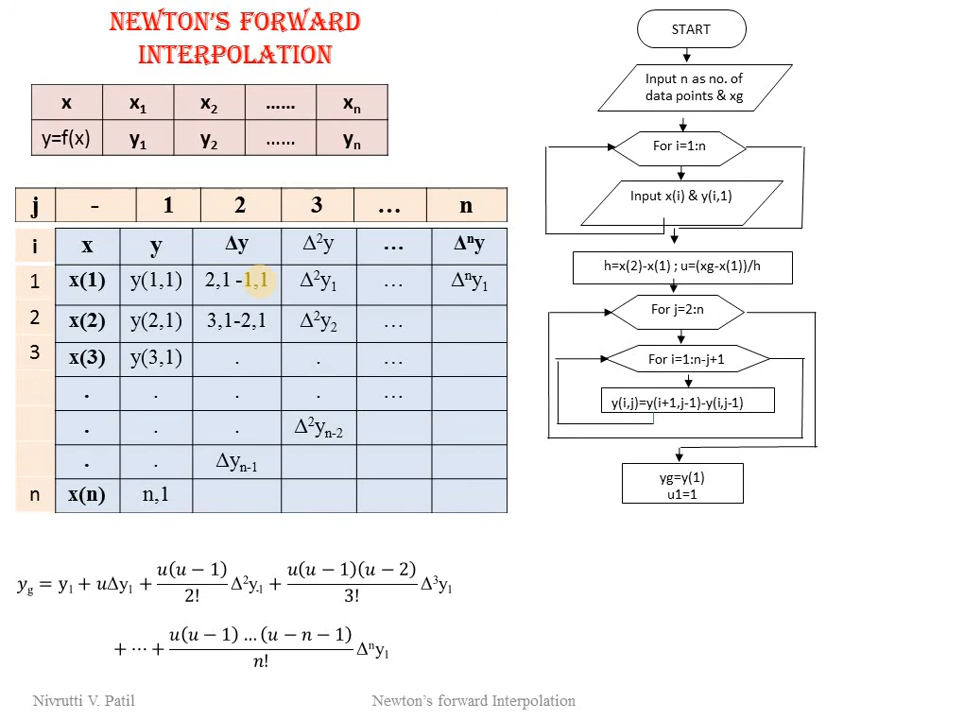 NEWTON'S FORWARD
INTERPOLATION
x x₁ x₂ ...... xₙ
y=f(x) y₁ y₂ ...... yₙ
j - 1 2 3 ... n
i x y Δy Δ²y ... Δⁿy
1 x(1) y(1,1) 2,1 -1,1 Δ²y₁ ... Δⁿy₁
2 x(2) y(2,1) 3,1-2,1 Δ²y₂ ...
3 x(3) y(3,1) . . ...
. . . . ...
. . . Δ²yₙ₋₂
. . Δyₙ₋₁
n x(n) n,1
y_g = y₁ + uΔy₁ + u(u − 1)/2! Δ²y₁ + u(u − 1)(u − 2)/3! Δ³y₁
+ ⋯ + u(u − 1) … (u − n − 1)/n! Δⁿy₁
START
Input n as no. of
data points & xg
For i=1:n
Input x(i) & y(i,1)
h=x(2)-x(1) ; u=(xg-x(1))/h
For j=2:n
For i=1:n-j+1
y(i,j)=y(i+1,j-1)-y(i,j-1)
yg=y(1)
u1=1
Nivrutti V. Patil
Newton's forward Interpolation